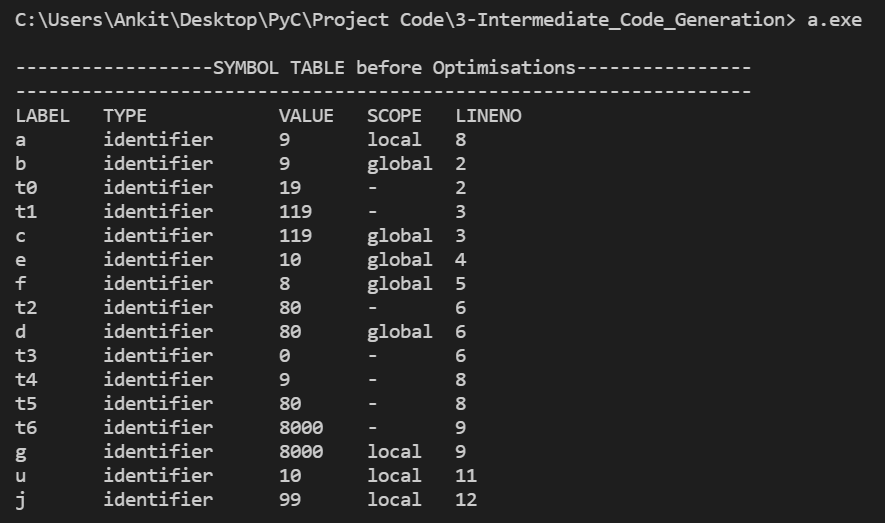 C:\Users\Ankit\Desktop\PyC\Project Code\3-Intermediate_Code_Generation> a.exe
------------------SYMBOL TABLE before Optimisations----------------
-------------------------------------------------------------------
LABEL TYPE VALUE SCOPE LINENO
a identifier 9 local 8
b identifier 9 global 2
t0 identifier 19 - 2
t1 identifier 119 - 3
c identifier 119 global 3
e identifier 10 global 4
f identifier 8 global 5
t2 identifier 80 - 6
d identifier 80 global 6
t3 identifier 0 - 6
t4 identifier 9 - 8
t5 identifier 80 - 8
t6 identifier 8000 - 9
g identifier 8000 local 9
u identifier 10 local 11
j identifier 99 local 12